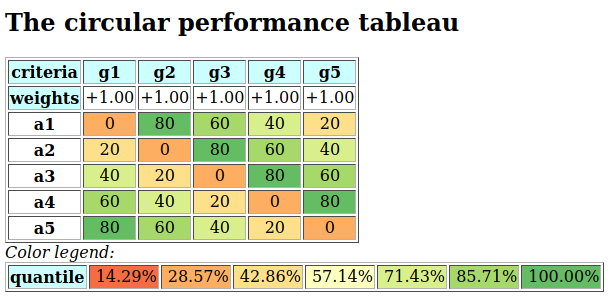 The circular performance tableau
criteria g1 g2 g3 g4 g5
weights +1.00 +1.00 +1.00 +1.00 +1.00
a1 0 80 60 40 20
a2 20 0 80 60 40
a3 40 20 0 80 60
a4 60 40 20 0 80
a5 80 60 40 20 0
Color legend:
quantile 14.29% 28.57% 42.86% 57.14% 71.43% 85.71% 100.00%